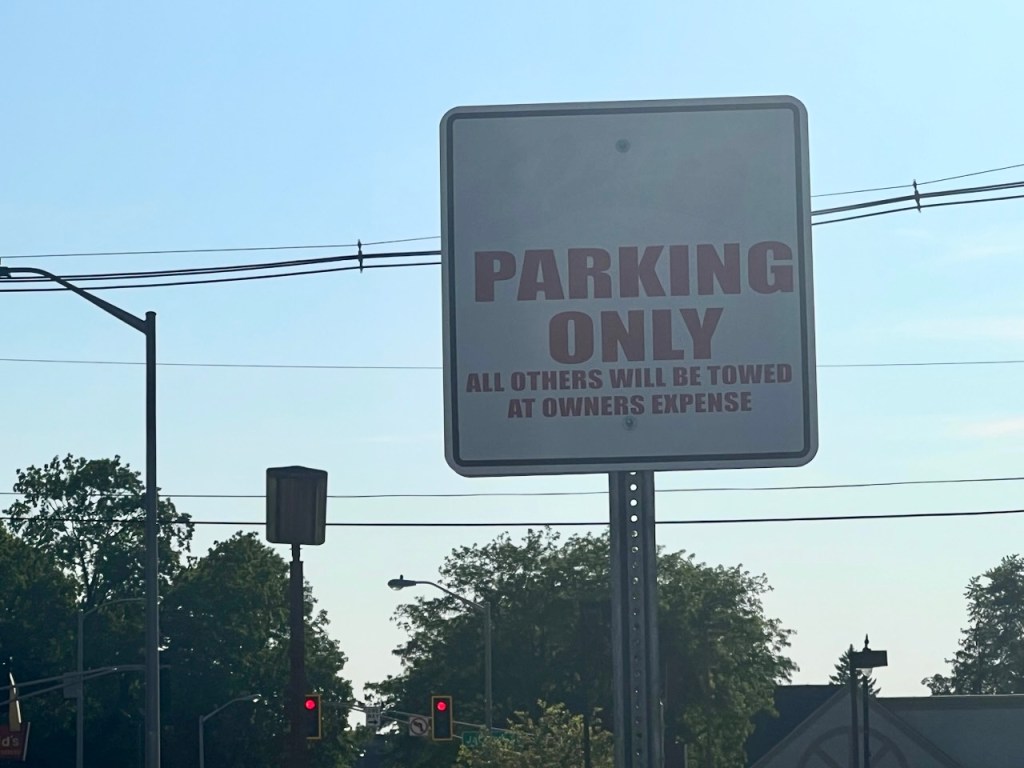 PARKING
ONLY
ALL OTHERS WILL BE TOWED
AT OWNERS EXPENSE
d's